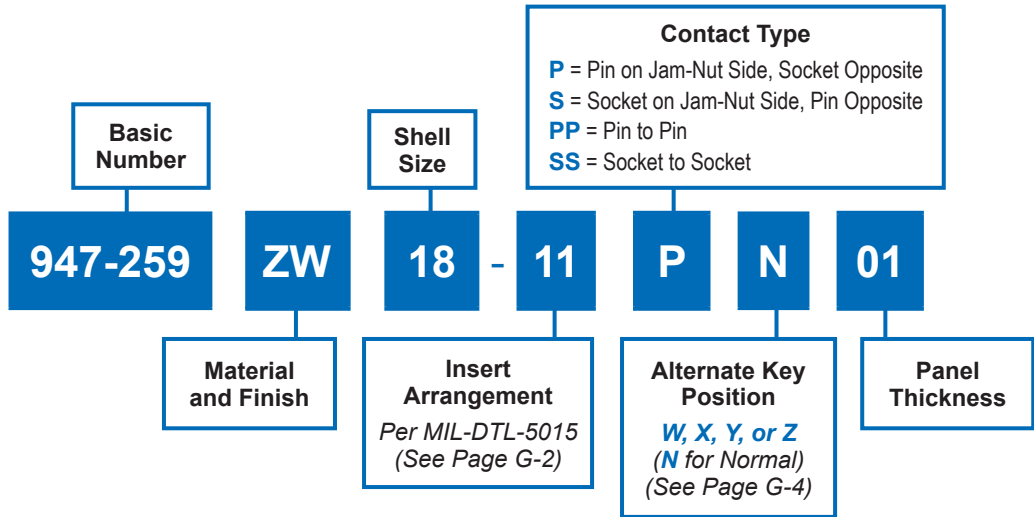 Contact Type
P = Pin on Jam-Nut Side, Socket Opposite
S = Socket on Jam-Nut Side, Pin Opposite
PP = Pin to Pin
SS = Socket to Socket
Basic
Number
Shell
Size
947-259 ZW 18 - 11 P N 01
Material
and Finish
Insert
Arrangement
Per MIL-DTL-5015
(See Page G-2)
Alternate Key
Position
W, X, Y, or Z
(N for Normal)
(See Page G-4)
Panel
Thickness